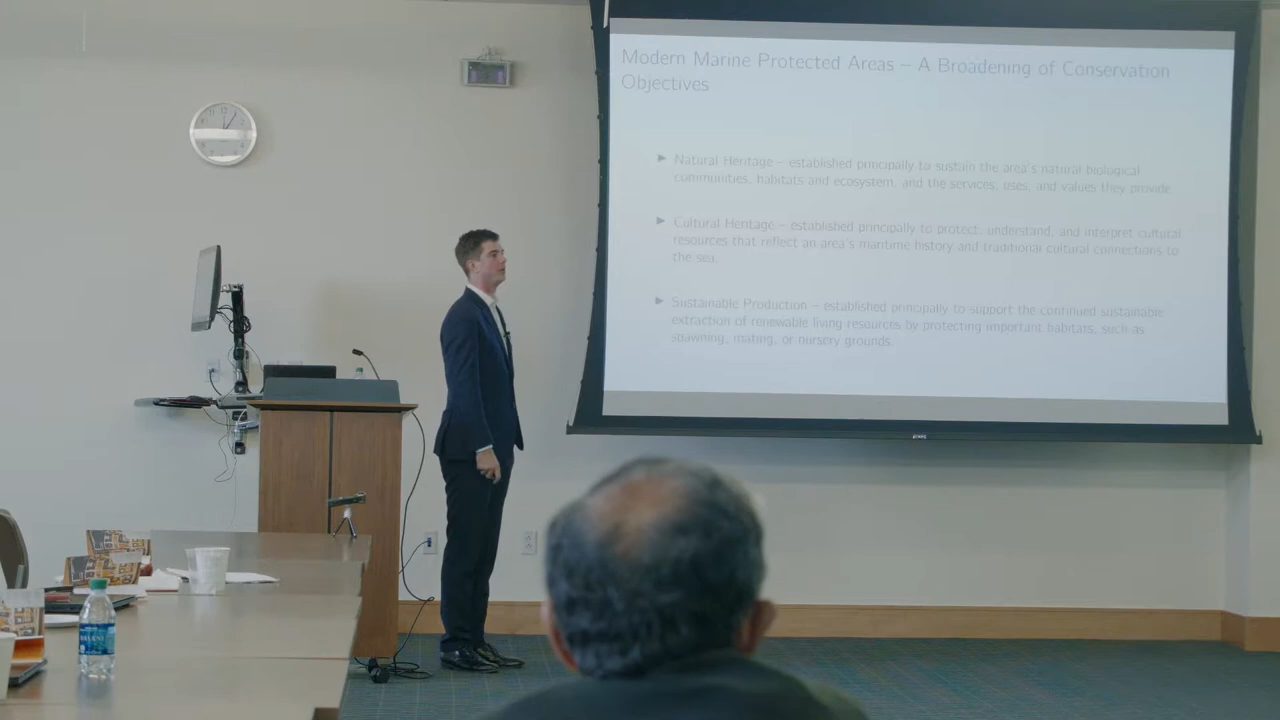 Modern Marine Protected Areas – A Broadening of Conservation
Objectives
► Natural Heritage – established principally to sustain the area's natural biological
communities, habitats and ecosystem, and the services, uses, and values they provide
► Cultural Heritage – established principally to protect, understand, and interpret cultural
resources that reflect an area's maritime history and traditional cultural connections to
the sea.
► Sustainable Production – established principally to support the continued sustainable
extraction of renewable living resources by protecting important habitats, such as
spawning, mating, or nursery grounds.